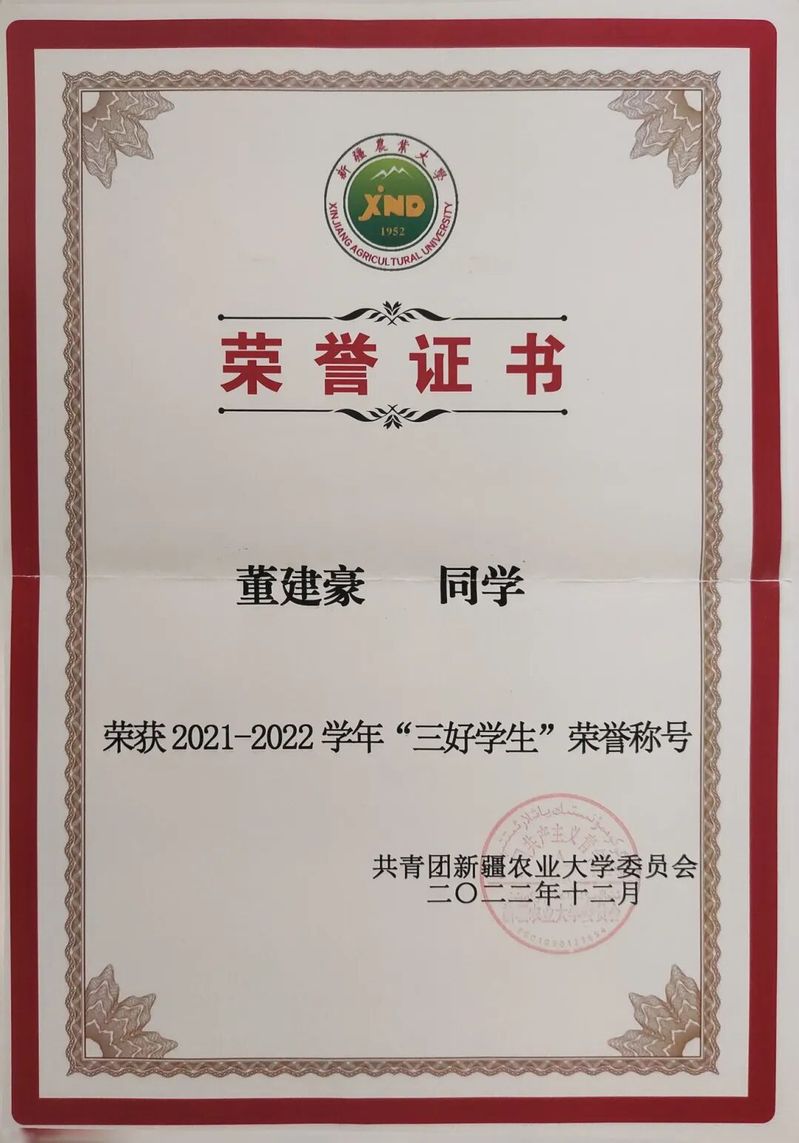 新疆農業大學
XND
1952
XINJIANG AGRICULTURAL UNIVERSITY
荣誉证书
董建豪 同学
荣获2021-2022学年“三好学生”荣誉称号
共青团新疆农业大学委员会
二〇二二年十二月